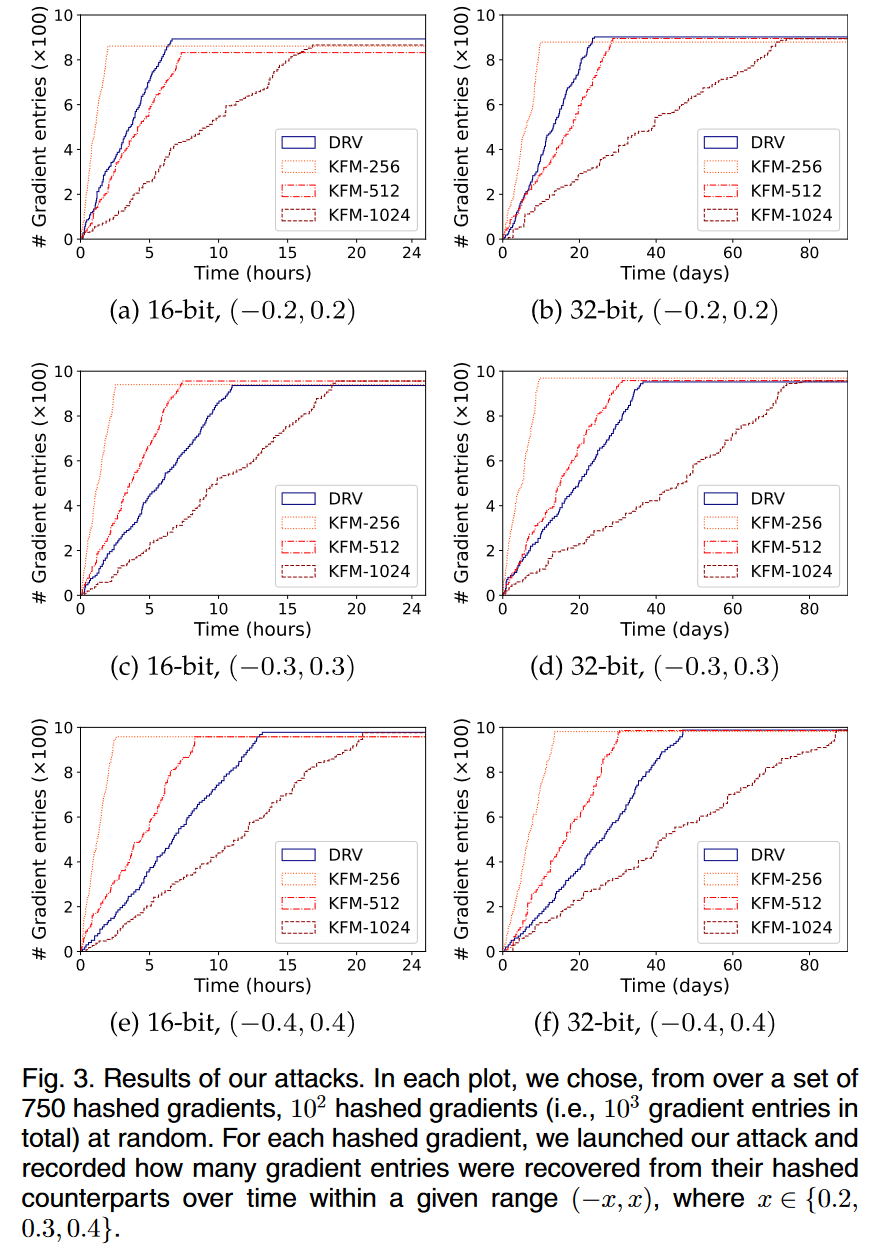 # Gradient entries (×100)
10
8
6
4
2
0
DRV
KFM-256
KFM-512
KFM-1024
0 5 10 15 20 24
Time (hours)
(a) 16-bit, (−0.2, 0.2)
# Gradient entries (×100)
10
8
6
4
2
0
DRV
KFM-256
KFM-512
KFM-1024
0 20 40 60 80
Time (days)
(b) 32-bit, (−0.2, 0.2)
# Gradient entries (×100)
10
8
6
4
2
0
DRV
KFM-256
KFM-512
KFM-1024
0 5 10 15 20 24
Time (hours)
(c) 16-bit, (−0.3, 0.3)
# Gradient entries (×100)
10
8
6
4
2
0
DRV
KFM-256
KFM-512
KFM-1024
0 20 40 60 80
Time (days)
(d) 32-bit, (−0.3, 0.3)
# Gradient entries (×100)
10
8
6
4
2
0
DRV
KFM-256
KFM-512
KFM-1024
0 5 10 15 20 24
Time (hours)
(e) 16-bit, (−0.4, 0.4)
# Gradient entries (×100)
10
8
6
4
2
0
DRV
KFM-256
KFM-512
KFM-1024
0 20 40 60 80
Time (days)
(f) 32-bit, (−0.4, 0.4)
Fig. 3. Results of our attacks. In each plot, we chose, from over a set of
750 hashed gradients, 10² hashed gradients (i.e., 10³ gradient entries in
total) at random. For each hashed gradient, we launched our attack and
recorded how many gradient entries were recovered from their hashed
counterparts over time within a given range (−x, x), where x ∈ {0.2,
0.3, 0.4}.